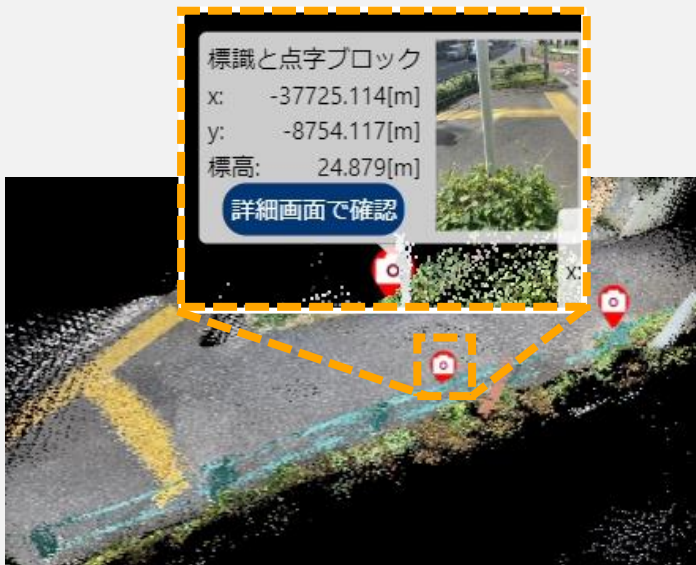 標識と点字ブロック
x: -37725.114[m]
y: -8754.117[m]
標高: 24.879[m]
詳細画面で確認
x: